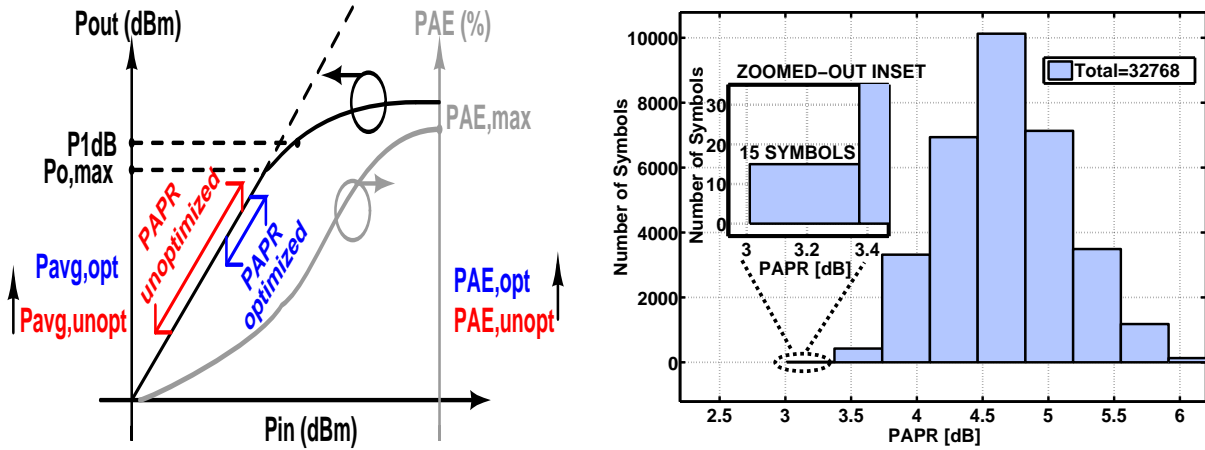 Pout (dBm)
PAE (%)
P1dB
Po,max
PAE,max
PAPR
unoptimized
PAPR
optimized
Pavg,opt
Pavg,unopt
PAE,opt
PAE,unopt
Pin (dBm)
10000
8000
6000
4000
2000
0
Number of Symbols
2.5
3
3.5
4
4.5
5
5.5
6
PAPR [dB]
Total=32768
ZOOMED-OUT INSET
30
20
10
0
Number of Symbols
15 SYMBOLS
3
3.2
3.4
PAPR [dB]